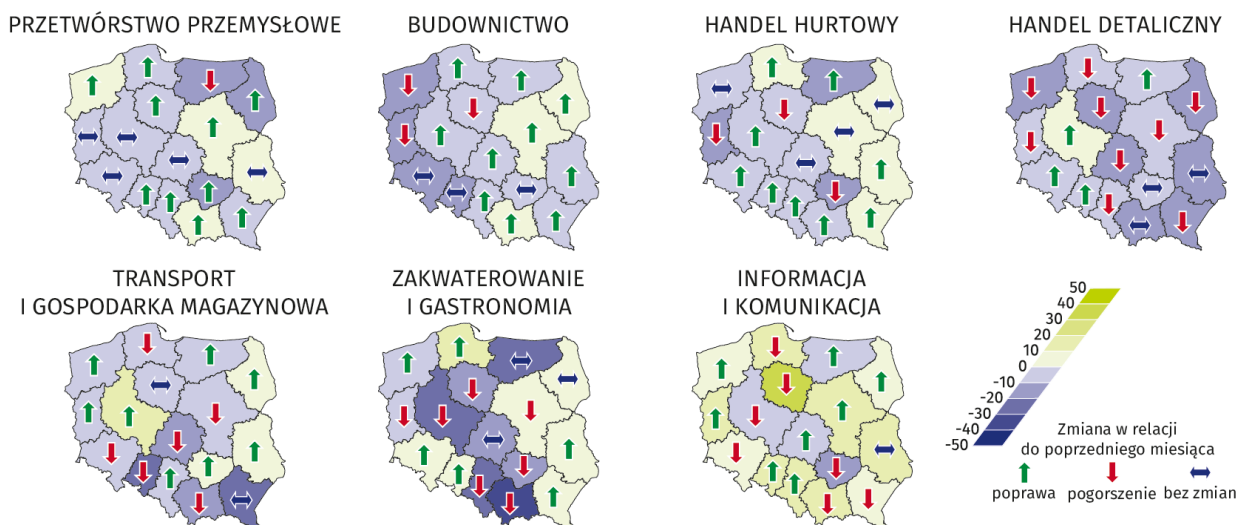 PRZETWÓRSTWO PRZEMYSŁOWE
BUDOWNICTWO
HANDEL HURTOWY
HANDEL DETALICZNY
TRANSPORT
I GOSPODARKA MAGAZYNOWA
ZAKWATEROWANIE
I GASTRONOMIA
INFORMACJA
I KOMUNIKACJA
50
40
30
20
10
0
-10
-20
-30
-40
-50
Zmiana w relacji
do poprzedniego miesiąca
poprawa
pogorszenie
bez zmian